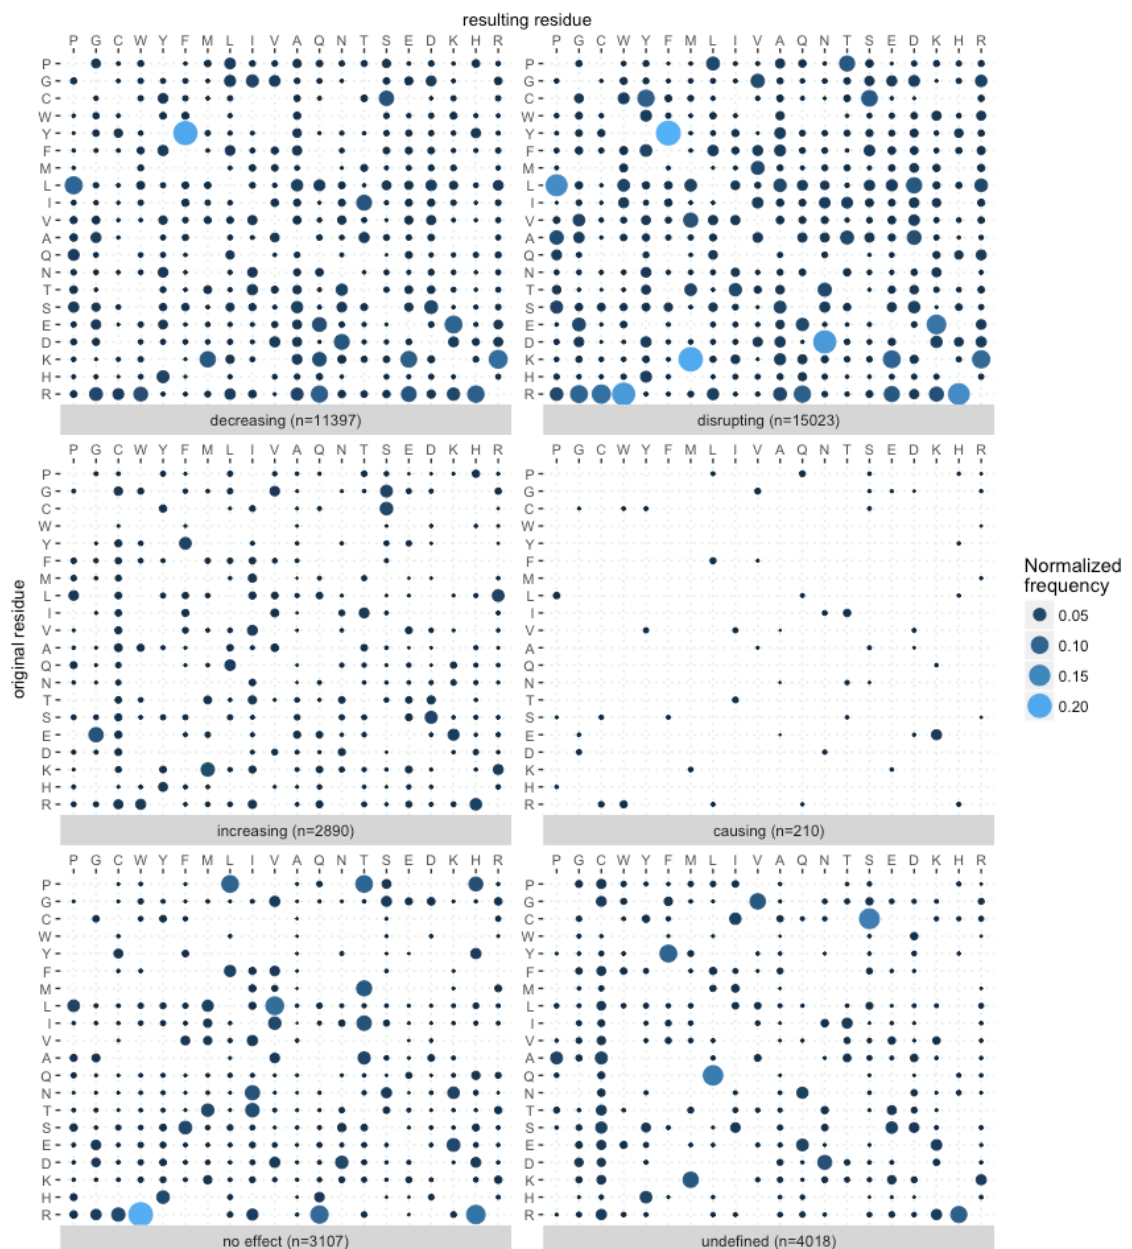 resulting residue
P G C W Y F M L I V A Q N T S E D K H R
P G C W Y F M L I V A Q N T S E D K H R
P
G
C
W
Y
F
M
L
I
V
A
Q
N
T
S
E
D
K
H
R
P
G
C
W
Y
F
M
L
I
V
A
Q
N
T
S
E
D
K
H
R
decreasing (n=11397)
disrupting (n=15023)
P G C W Y F M L I V A Q N T S E D K H R
P G C W Y F M L I V A Q N T S E D K H R
original residue
P
G
C
W
Y
F
M
L
I
V
A
Q
N
T
S
E
D
K
H
R
P
G
C
W
Y
F
M
L
I
V
A
Q
N
T
S
E
D
K
H
R
increasing (n=2890)
causing (n=210)
Normalized
frequency
0.05
0.10
0.15
0.20
P G C W Y F M L I V A Q N T S E D K H R
P G C W Y F M L I V A Q N T S E D K H R
P
G
C
W
Y
F
M
L
I
V
A
Q
N
T
S
E
D
K
H
R
P
G
C
W
Y
F
M
L
I
V
A
Q
N
T
S
E
D
K
H
R
no effect (n=3107)
undefined (n=4018)